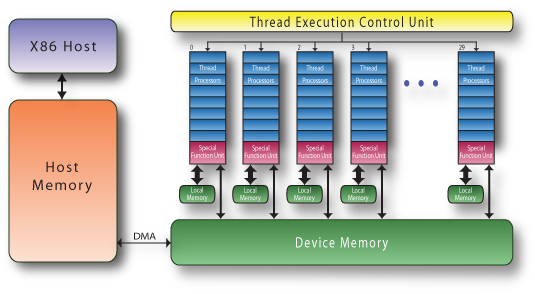 Thread Execution Control Unit
X86 Host
0
1
2
3
29
Thread
Processors
Thread
Processors
Thread
Processors
Thread
Processors
Thread
Processors
Special
Function Unit
Special
Function Unit
Special
Function Unit
Special
Function Unit
Special
Function Unit
Host
Memory
Local
Memory
Local
Memory
Local
Memory
Local
Memory
Local
Memory
DMA
Device Memory